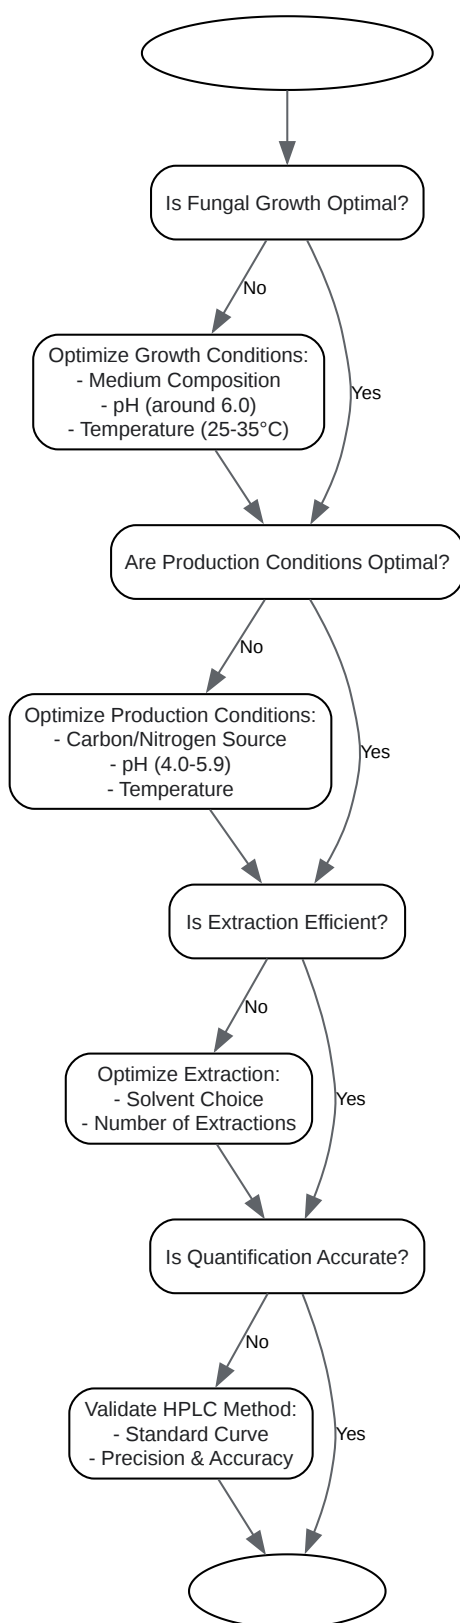 Is Fungal Growth Optimal?
No
Optimize Growth Conditions:
- Medium Composition
- pH (around 6.0)
- Temperature (25-35°C)
Yes
Are Production Conditions Optimal?
No
Optimize Production Conditions:
- Carbon/Nitrogen Source
- pH (4.0-5.9)
- Temperature
Yes
Is Extraction Efficient?
No
Optimize Extraction:
- Solvent Choice
- Number of Extractions
Yes
Is Quantification Accurate?
No
Validate HPLC Method:
- Standard Curve
- Precision & Accuracy
Yes